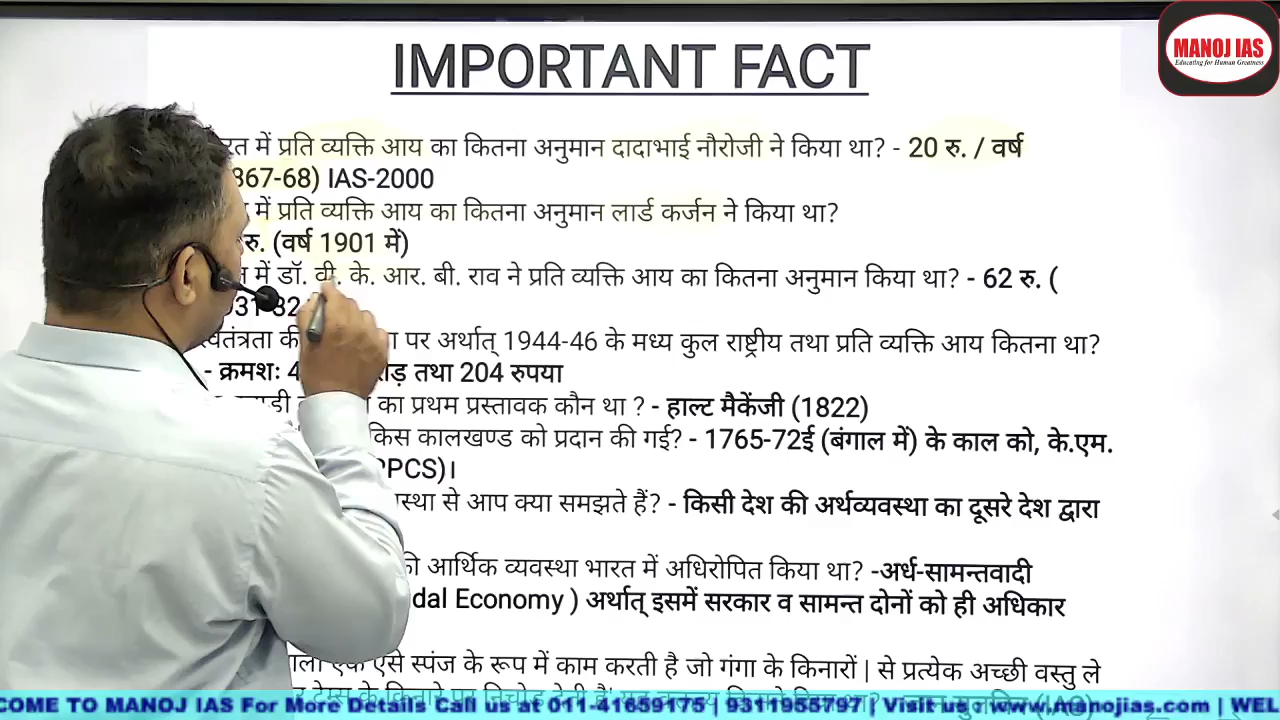 IMPORTANT FACT
MANOJ IAS
Educating for Human Greatness
में प्रति व्यक्ति आय का कितना अनुमान दादाभाई नौरोजी ने किया था? - 20 रु. / वर्ष
867-68) IAS-2000
में प्रति व्यक्ति आय का कितना अनुमान लार्ड कर्जन ने किया था?
रु. (वर्ष 1901 में)
में डॉ. वी. के. आर. बी. राव ने प्रति व्यक्ति आय का कितना अनुमान किया था? - 62 रु. (
पर अर्थात् 1944-46 के मध्य कुल राष्ट्रीय तथा प्रति व्यक्ति आय कितना था?
- क्रमशः तथा 204 रुपया
का प्रथम प्रस्तावक कौन था ? - हाल्ट मैकेंजी (1822)
किस कालखण्ड को प्रदान की गई? - 1765-72ई (बंगाल में) के काल को, के.एम.
PPCS)।
से आप क्या समझते हैं? - किसी देश की अर्थव्यवस्था का दूसरे देश द्वारा
आर्थिक व्यवस्था भारत में अधिरोपित किया था? -अर्ध-सामन्तवादी
dal Economy ) अर्थात् इसमें सरकार व सामन्त दोनों को ही अधिकार
एक ऐसे स्पंज के रूप में काम करती है जो गंगा के किनारों | से प्रत्येक अच्छी वस्तु ले
COME TO MANOJ IAS For More Details Call us at 011-41659175 | 9311955797 | Visit us : www.manojias.com | WEL